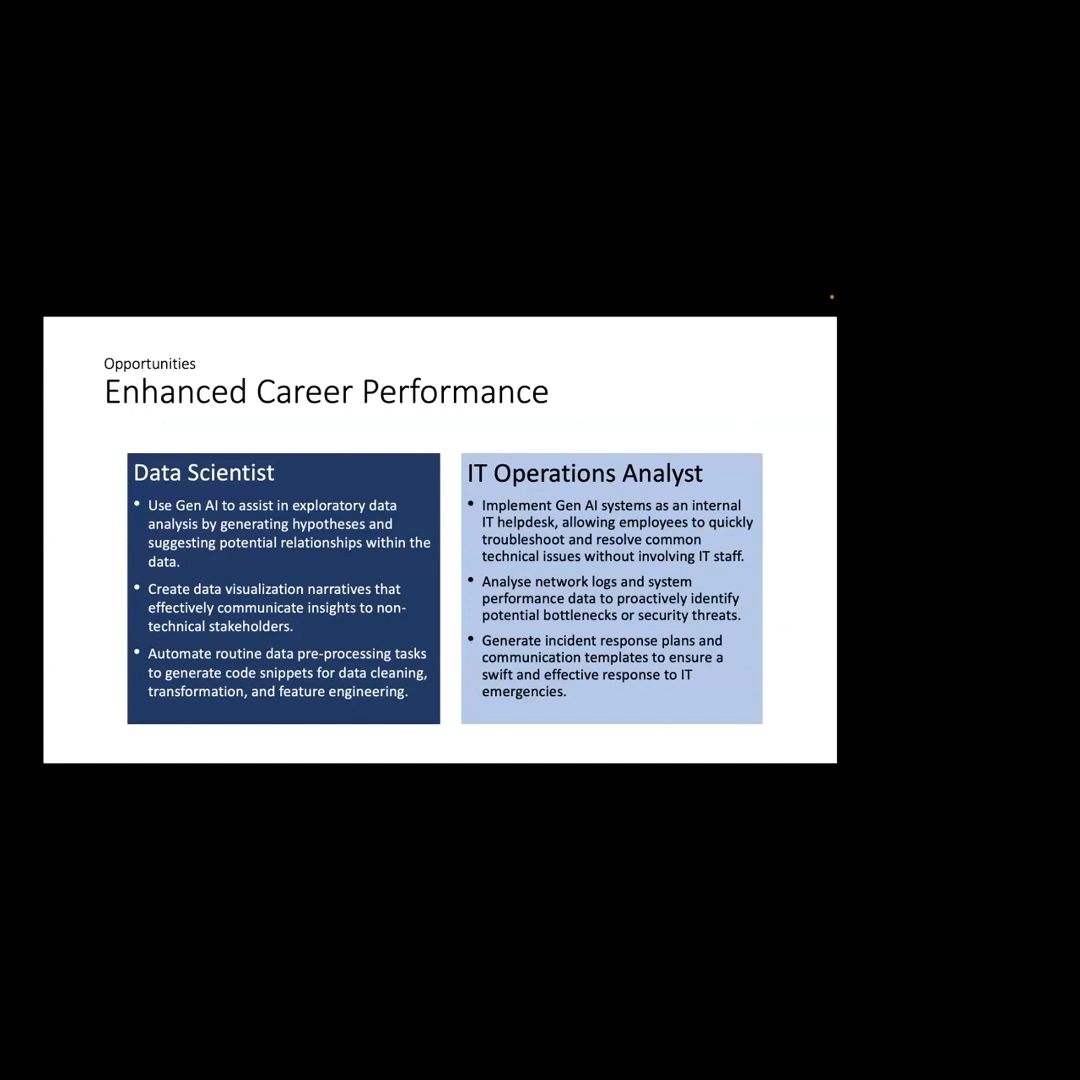 Opportunities
Enhanced Career Performance
Data Scientist
• Use Gen AI to assist in exploratory data
analysis by generating hypotheses and
suggesting potential relationships within the
data.
• Create data visualization narratives that
effectively communicate insights to non-
technical stakeholders.
• Automate routine data pre-processing tasks
to generate code snippets for data cleaning,
transformation, and feature engineering.
IT Operations Analyst
• Implement Gen AI systems as an internal
IT helpdesk, allowing employees to quickly
troubleshoot and resolve common
technical issues without involving IT staff.
• Analyse network logs and system
performance data to proactively identify
potential bottlenecks or security threats.
• Generate incident response plans and
communication templates to ensure a
swift and effective response to IT
emergencies.